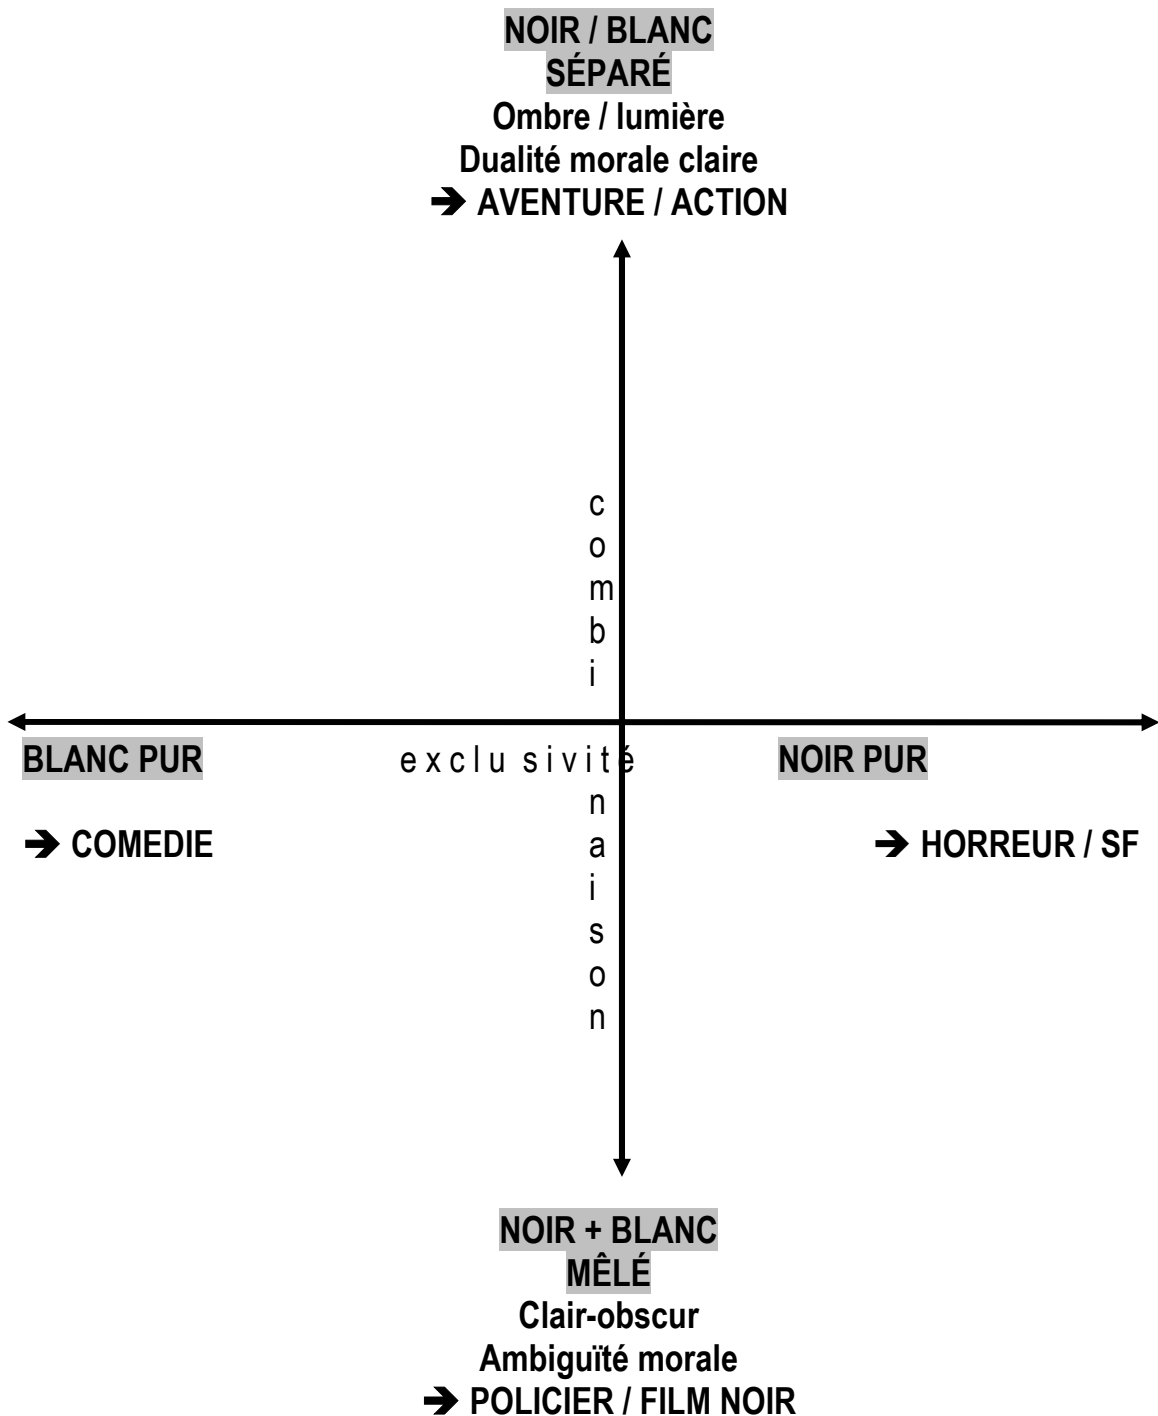 NOIR / BLANC
SÉPARÉ
Ombre / lumière
Dualité morale claire
➔ AVENTURE / ACTION
c
o
m
b
i
BLANC PUR
e x c l u s i v i t é
NOIR PUR
n
➔ COMEDIE
a
➔ HORREUR / SF
i
s
o
n
NOIR + BLANC
MÊLÉ
Clair-obscur
Ambiguïté morale
➔ POLICIER / FILM NOIR